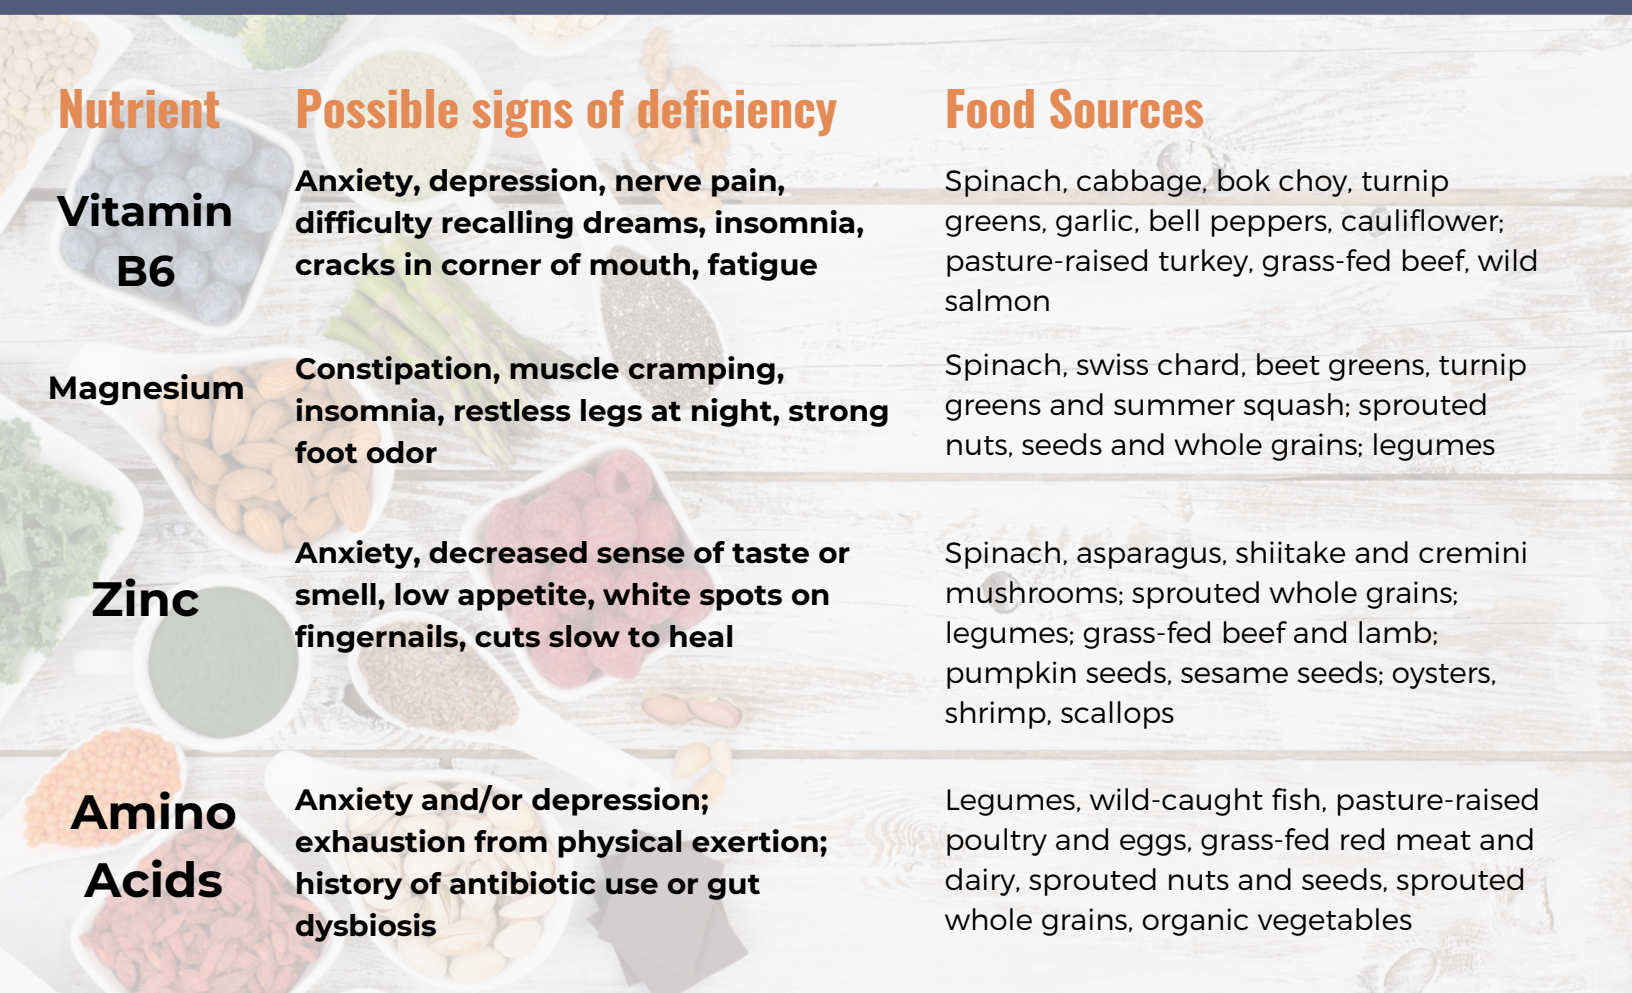 Nutrient
Possible signs of deficiency
Food Sources
Vitamin
B6
Anxiety, depression, nerve pain,
difficulty recalling dreams, insomnia,
cracks in corner of mouth, fatigue
Spinach, cabbage, bok choy, turnip
greens, garlic, bell peppers, cauliflower;
pasture-raised turkey, grass-fed beef, wild
salmon
Magnesium
Constipation, muscle cramping,
insomnia, restless legs at night, strong
foot odor
Spinach, swiss chard, beet greens, turnip
greens and summer squash; sprouted
nuts, seeds and whole grains; legumes
Zinc
Anxiety, decreased sense of taste or
smell, low appetite, white spots on
fingernails, cuts slow to heal
Spinach, asparagus, shiitake and cremini
mushrooms; sprouted whole grains;
legumes; grass-fed beef and lamb;
pumpkin seeds, sesame seeds; oysters,
shrimp, scallops
Amino
Acids
Anxiety and/or depression;
exhaustion from physical exertion;
history of antibiotic use or gut
dysbiosis
Legumes, wild-caught fish, pasture-raised
poultry and eggs, grass-fed red meat and
dairy, sprouted nuts and seeds, sprouted
whole grains, organic vegetables